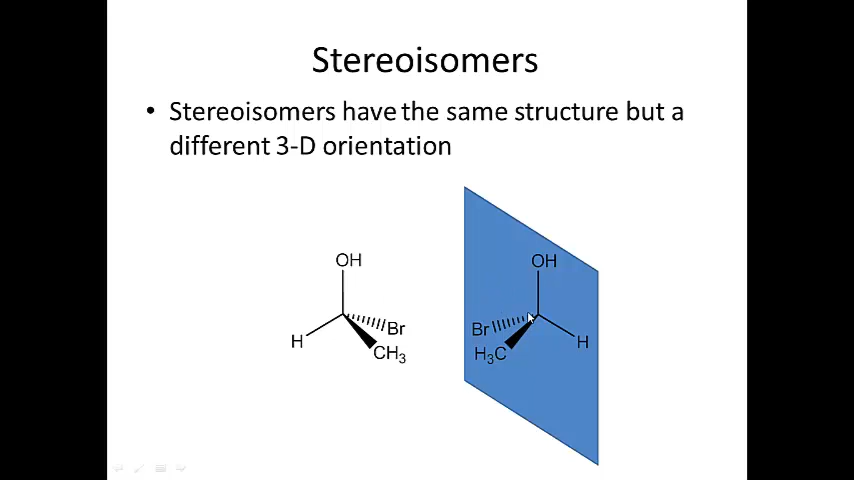 Stereoisomers
• Stereoisomers have the same structure but a
different 3-D orientation
OH
H
Br
CH3
OH
Br
H3C
H